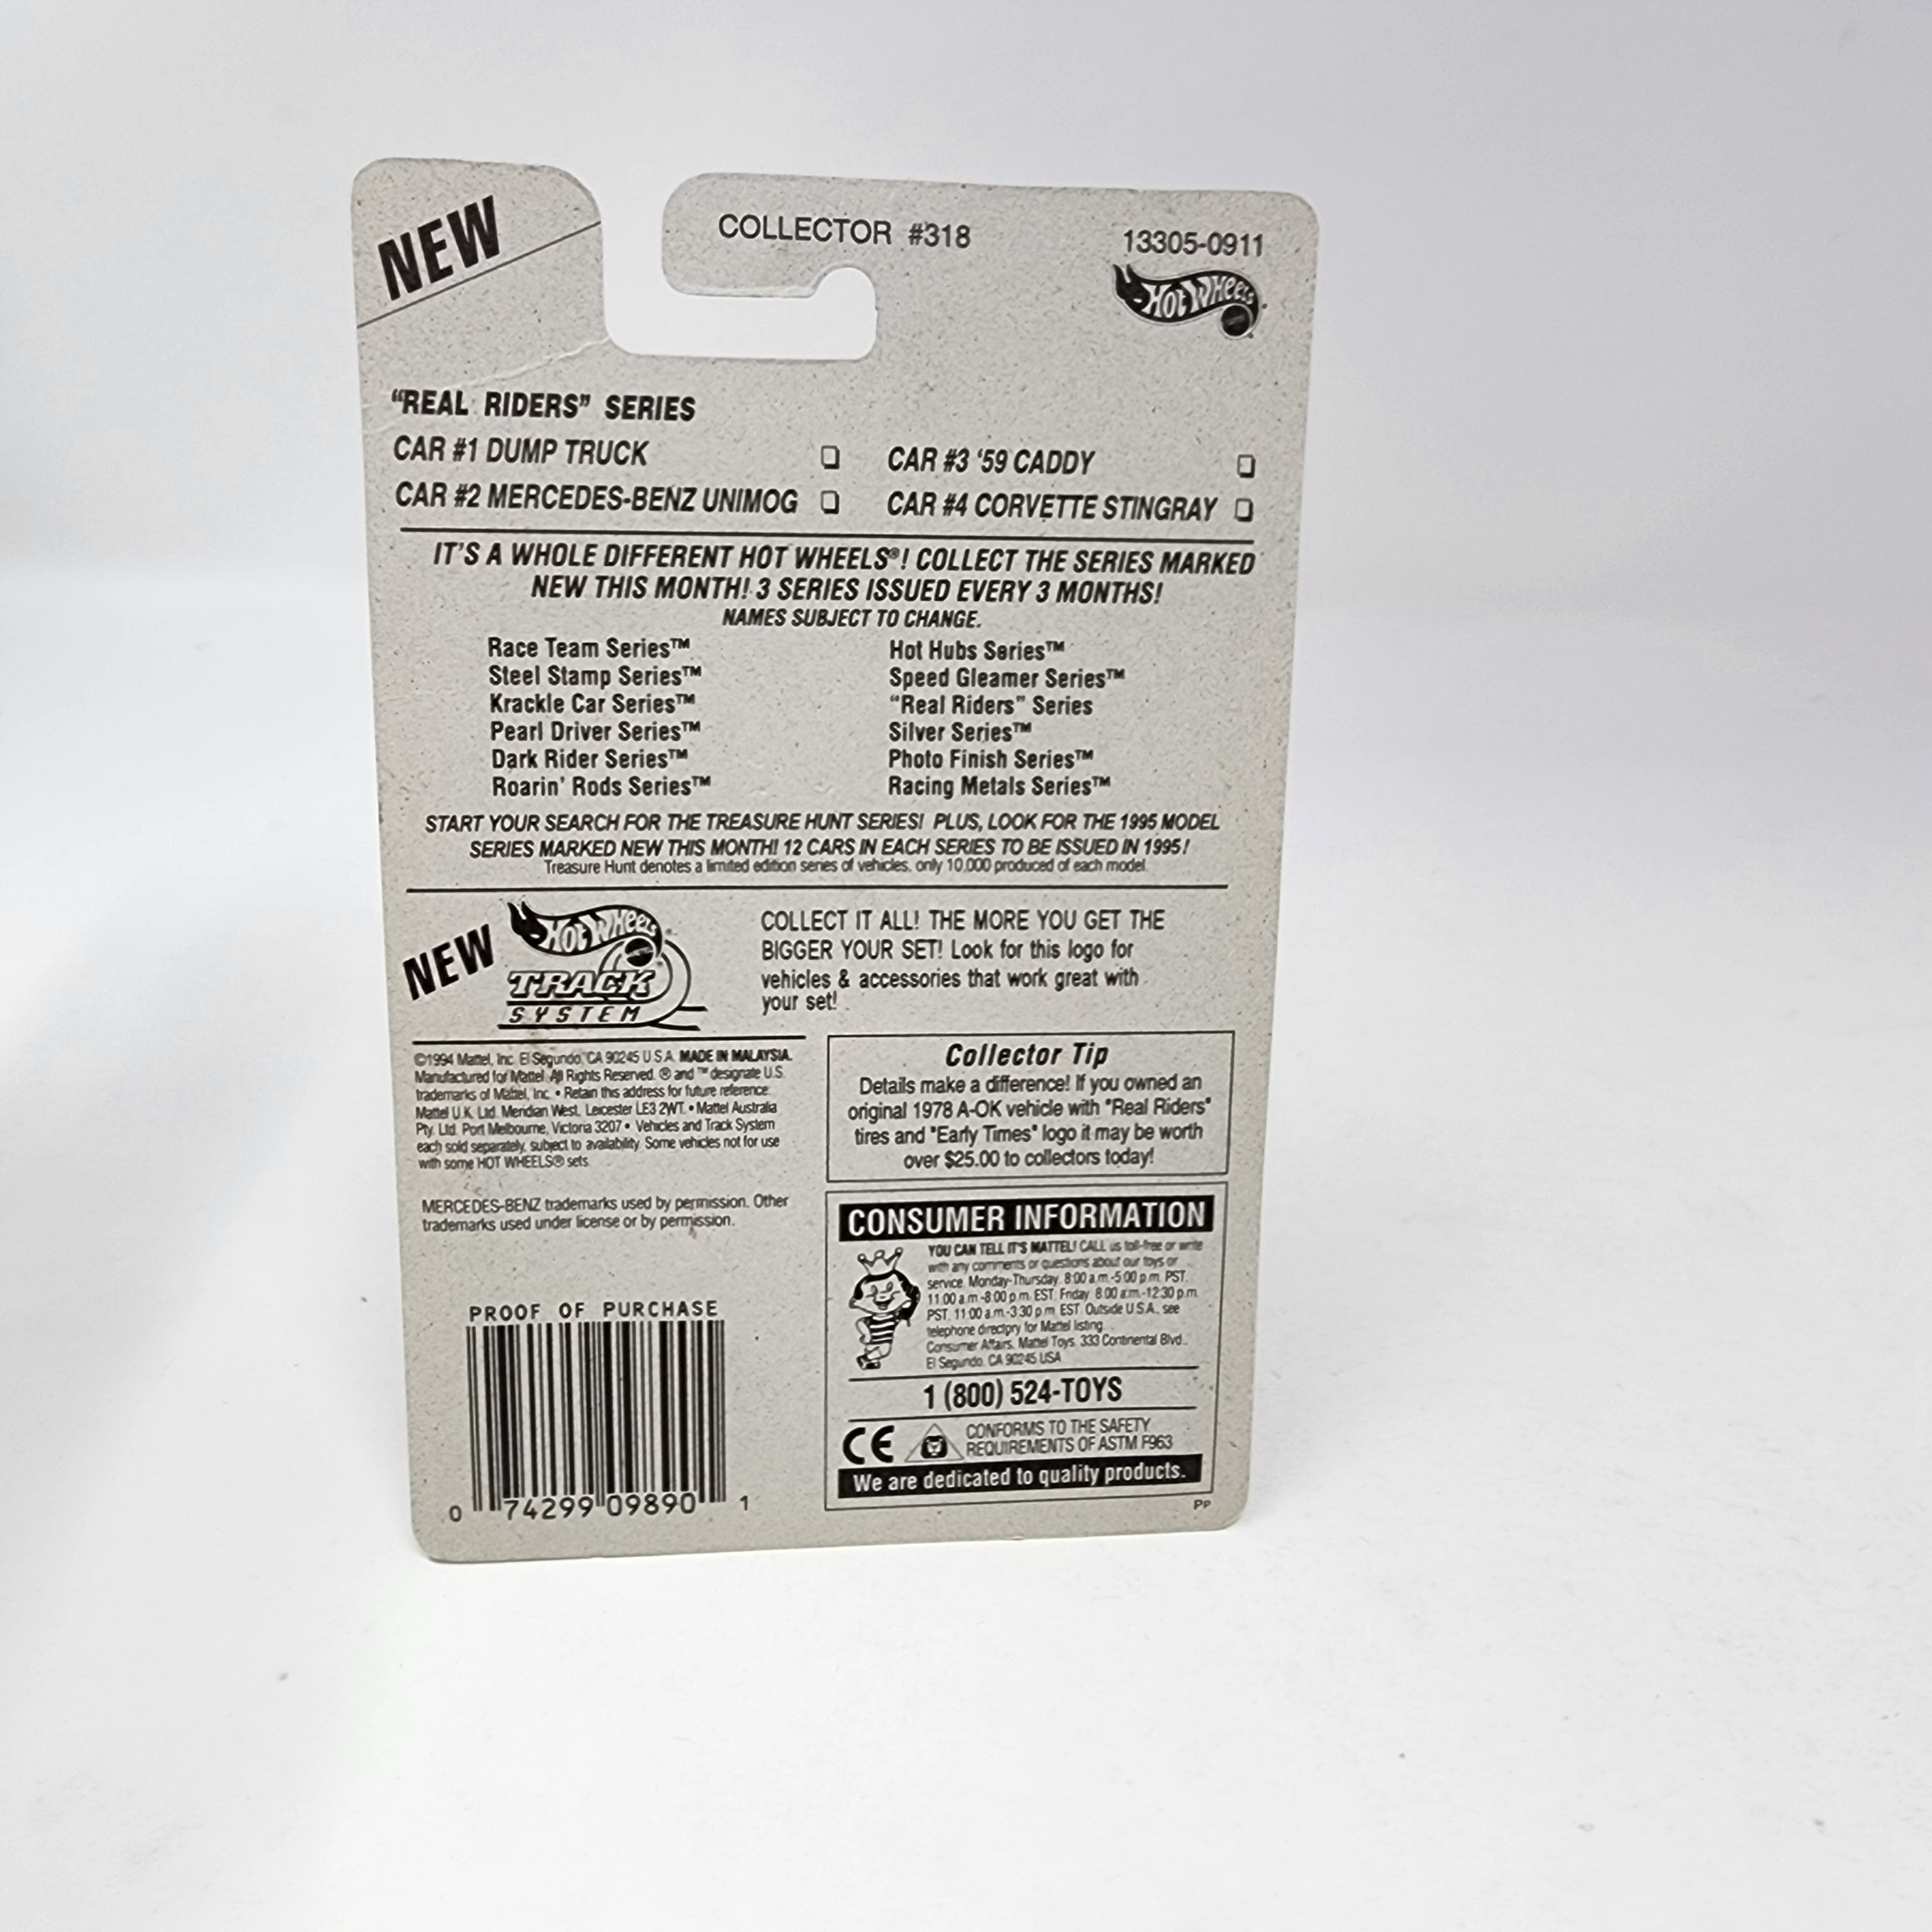 NEW
COLLECTOR #318
13305-0911
HOT WHEELS
"REAL RIDERS" SERIES
CAR #1 DUMP TRUCK ❏
CAR #2 MERCEDES-BENZ UNIMOG ❏
CAR #3 '59 CADDY ❏
CAR #4 CORVETTE STINGRAY ❏
IT'S A WHOLE DIFFERENT HOT WHEELS®! COLLECT THE SERIES MARKED
NEW THIS MONTH! 3 SERIES ISSUED EVERY 3 MONTHS!
NAMES SUBJECT TO CHANGE.
Race Team Series™
Steel Stamp Series™
Krackle Car Series™
Pearl Driver Series™
Dark Rider Series™
Roarin' Rods Series™
Hot Hubs Series™
Speed Gleamer Series™
"Real Riders" Series
Silver Series™
Photo Finish Series™
Racing Metals Series™
START YOUR SEARCH FOR THE TREASURE HUNT SERIES! PLUS, LOOK FOR THE 1995 MODEL
SERIES MARKED NEW THIS MONTH! 12 CARS IN EACH SERIES TO BE ISSUED IN 1995!
Treasure Hunt denotes a limited edition series of vehicles, only 10,000 produced of each model.
NEW
HOT WHEELS
TRACK
SYSTEM
COLLECT IT ALL! THE MORE YOU GET THE
BIGGER YOUR SET! Look for this logo for
vehicles & accessories that work great with
your set!
©1994 Mattel, Inc. El Segundo, CA 90245 U.S.A. MADE IN MALAYSIA.
Manufactured for Mattel. All Rights Reserved. ® and ™ designate U.S.
trademarks of Mattel, Inc. • Retain this address for future reference:
Mattel U.K. Ltd. Meridian West, Leicester LE3 2WT. • Mattel Australia
Pty. Ltd. Port Melbourne, Victoria 3207 • Vehicles and Track System
each sold separately, subject to availability. Some vehicles not for use
with some HOT WHEELS® sets.
MERCEDES-BENZ trademarks used by permission. Other
trademarks used under license or by permission.
PROOF OF PURCHASE
0 74299 09890 1
Collector Tip
Details make a difference! If you owned an
original 1978 A-OK vehicle with "Real Riders"
tires and "Early Times" logo it may be worth
over $25.00 to collectors today!
CONSUMER INFORMATION
YOU CAN TELL IT'S MATTEL! CALL us toll-free or write
with any comments or questions about our toys or
service. Monday-Thursday, 8:00 a.m.-5:00 p.m. PST.
11:00 a.m.-8:00 p.m. EST. Friday, 8:00 a.m.-12:30 p.m.
PST, 11:00 a.m.-3:30 p.m. EST. Outside U.S.A., see
telephone directory for Mattel listing.
Consumer Affairs, Mattel Toys, 333 Continental Blvd.,
El Segundo, CA 90245 USA
1 (800) 524-TOYS
CE
CONFORMS TO THE SAFETY
REQUIREMENTS OF ASTM F963
We are dedicated to quality products.
PP